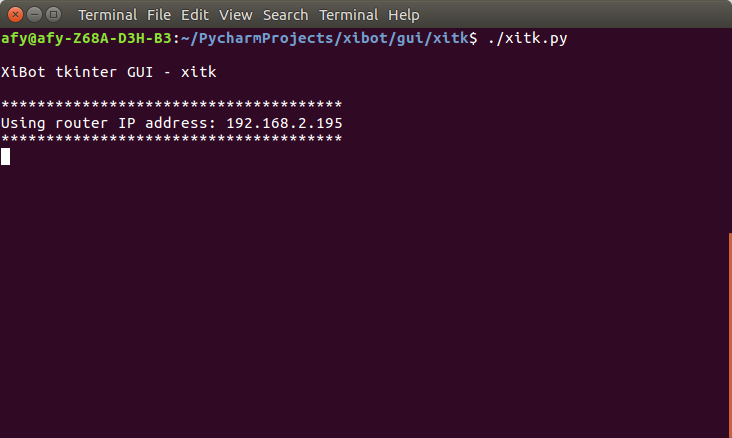 Terminal File Edit View Search Terminal Help
afy@afy-Z68A-D3H-B3:~/PycharmProjects/xibot/gui/xitk$ ./xitk.py
XiBot tkinter GUI - xitk
**************************************
Using router IP address: 192.168.2.195
**************************************